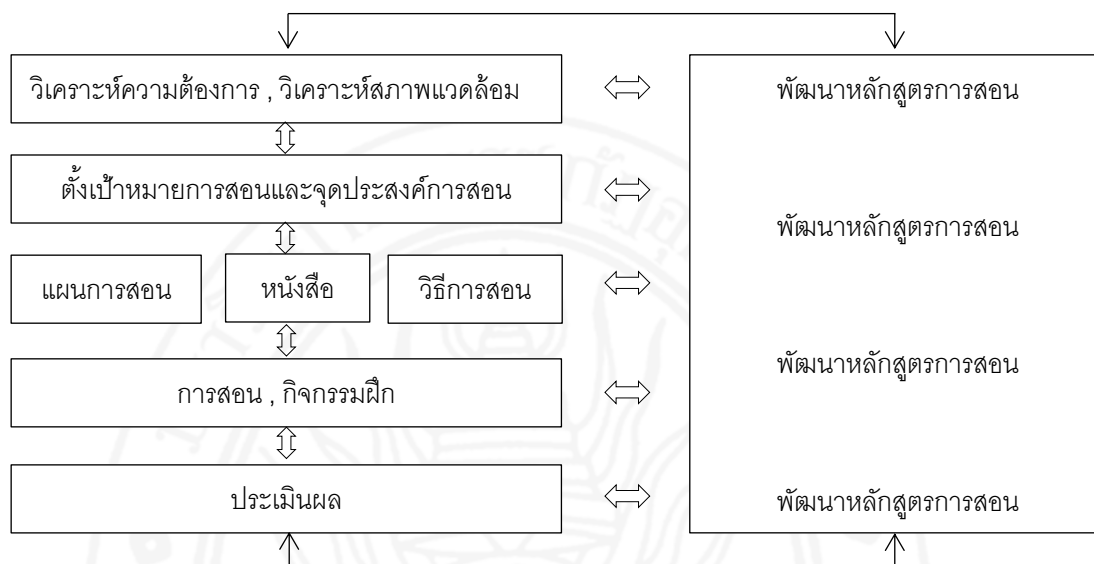 วิเคราะห์ความต้องการ , วิเคราะห์สภาพแวดล้อม
พัฒนาหลักสูตรการสอน
ตั้งเป้าหมายการสอนและจุดประสงค์การสอน
พัฒนาหลักสูตรการสอน
แผนการสอน
หนังสือ
วิธีการสอน
การสอน , กิจกรรมฝึก
พัฒนาหลักสูตรการสอน
ประเมินผล
พัฒนาหลักสูตรการสอน